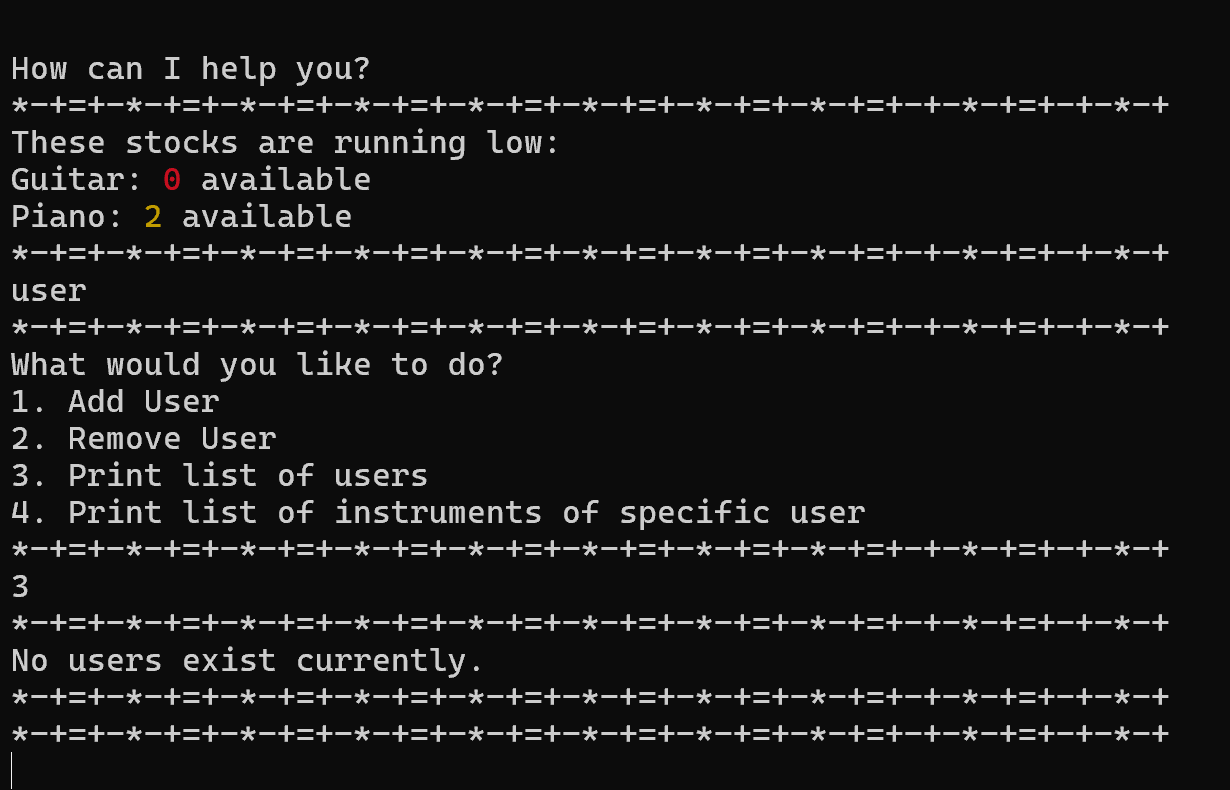 How can I help you?
*-+=+-*-+=+-*-+=+-*-+=+-*-+=+-*-+=+-*-+=+-*-+=+-+-*-+=+-+-*-+
These stocks are running low:
Guitar: 0 available
Piano: 2 available
*-+=+-*-+=+-*-+=+-*-+=+-*-+=+-*-+=+-*-+=+-*-+=+-+-*-+=+-+-*-+
user
*-+=+-*-+=+-*-+=+-*-+=+-*-+=+-*-+=+-*-+=+-*-+=+-+-*-+=+-+-*-+
What would you like to do?
1. Add User
2. Remove User
3. Print list of users
4. Print list of instruments of specific user
*-+=+-*-+=+-*-+=+-*-+=+-*-+=+-*-+=+-*-+=+-*-+=+-+-*-+=+-+-*-+
3
*-+=+-*-+=+-*-+=+-*-+=+-*-+=+-*-+=+-*-+=+-*-+=+-+-*-+=+-+-*-+
No users exist currently.
*-+=+-*-+=+-*-+=+-*-+=+-*-+=+-*-+=+-*-+=+-*-+=+-+-*-+=+-+-*-+
*-+=+-*-+=+-*-+=+-*-+=+-*-+=+-*-+=+-*-+=+-*-+=+-+-*-+=+-+-*-+